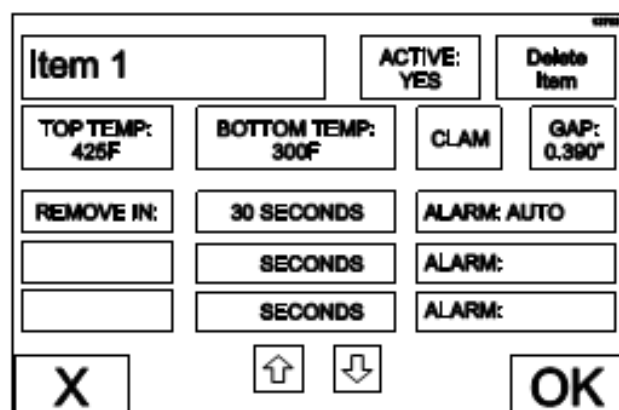 Item 1
ACTIVE:
YES
Delete
Item
TOP TEMP:
425F
BOTTOM TEMP:
300F
CLAM
GAP:
0.390"
REMOVE IN:
30 SECONDS
ALARM: AUTO
SECONDS
ALARM:
SECONDS
ALARM:
X
OK